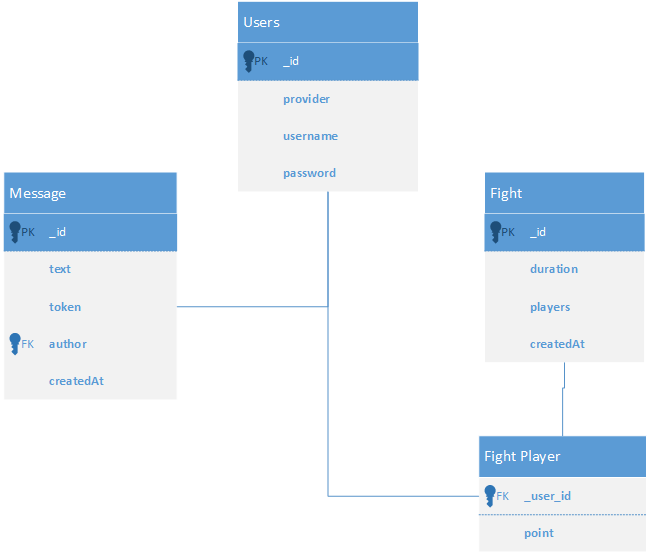 Users
PK _id
provider
username
password
Message
PK _id
text
token
FK author
createdAt
Fight
PK _id
duration
players
createdAt
Fight Player
FK _user_id
point